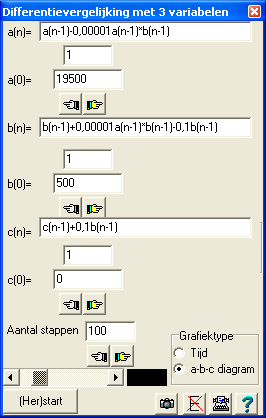 Differentievergelijking met 3 variabelen
a(n)= a(n-1)-0,00001a(n-1)*b(n-1)
1
a(0)= 19500
b(n)= b(n-1)+0,00001a(n-1)*b(n-1)-0,1b(n-1)
1
b(0)= 500
c(n)= c(n-1)+0,1b(n-1)
1
c(0)= 0
Aantal stappen 100
Grafiektype
Tijd
a-b-c diagram
(Her)start
?